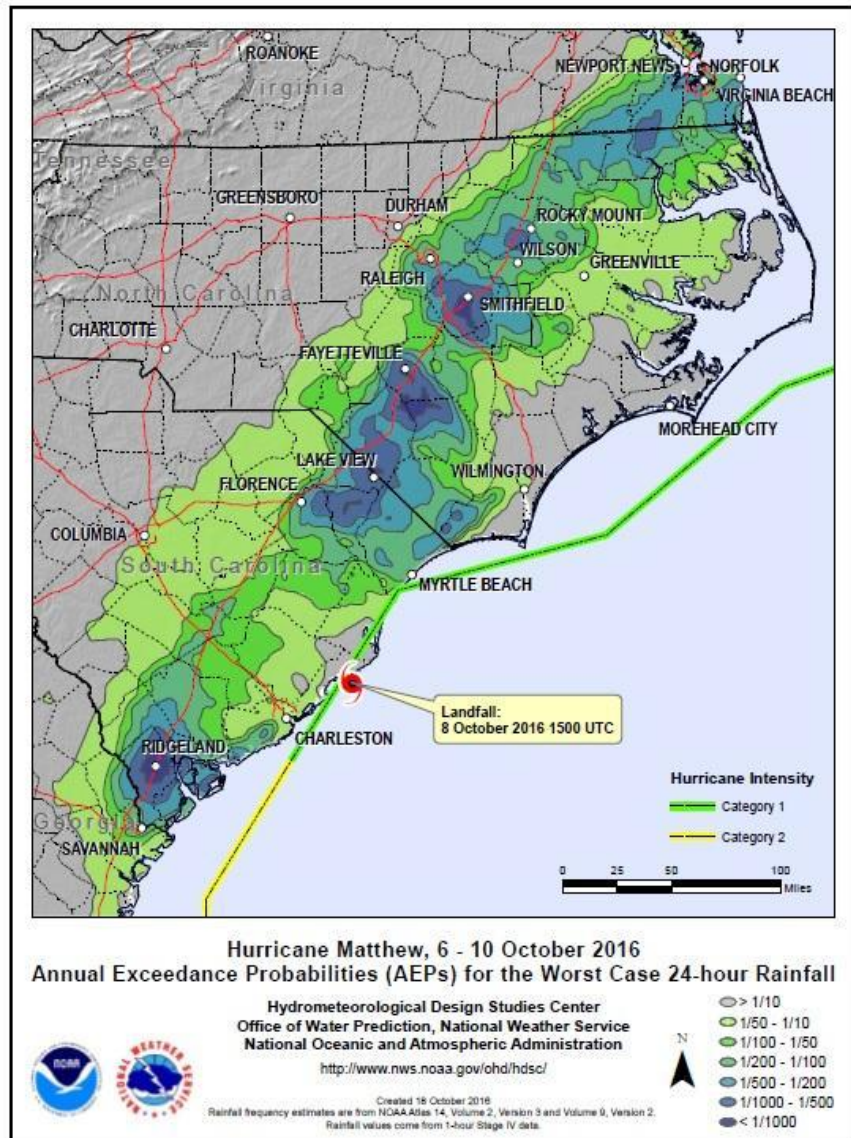 ROANOKE
Virginia
NEWPORT NEWS
NORFOLK
VIRGINIA BEACH
Tennessee
GREENSBORO
DURHAM
ROCKY MOUNT
WILSON
GREENVILLE
RALEIGH
North Carolina
SMITHFIELD
CHARLOTTE
FAYETTEVILLE
MOREHEAD CITY
LAKE VIEW
WILMINGTON
FLORENCE
COLUMBIA
South Carolina
MYRTLE BEACH
Landfall:
8 October 2016 1500 UTC
CHARLESTON
RIDGELAND
Georgia
SAVANNAH
Hurricane Intensity
Category 1
Category 2
0 25 50 100
Miles
Hurricane Matthew, 6 - 10 October 2016
Annual Exceedance Probabilities (AEPs) for the Worst Case 24-hour Rainfall
Hydrometeorological Design Studies Center
Office of Water Prediction, National Weather Service
National Oceanic and Atmospheric Administration
http://www.nws.noaa.gov/ohd/hdsc/
Created 18 October 2016
Rainfall frequency estimates are from NOAA Atlas 14, Volume 2, Version 3 and Volume 9, Version 2.
Rainfall values come from 1-hour Stage IV data.
NOAA
NATIONAL WEATHER SERVICE
N
> 1/10
1/50 - 1/10
1/100 - 1/50
1/200 - 1/100
1/500 - 1/200
1/1000 - 1/500
< 1/1000